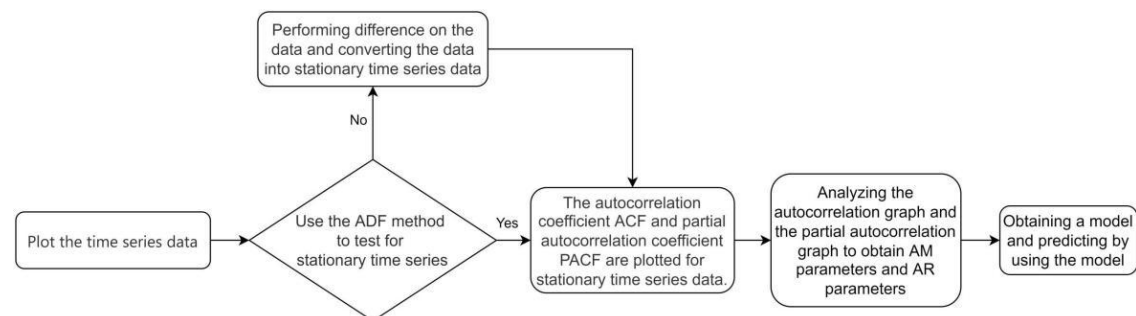 Performing difference on the
data and converting the data
into stationary time series data
No
Plot the time series data
Use the ADF method
to test for
stationary time series
Yes
The autocorrelation
coefficient ACF and partial
autocorrelation coefficient
PACF are plotted for
stationary time series data.
Analyzing the
autocorrelation graph and
the partial autocorrelation
graph to obtain AM
parameters and AR
parameters
Obtaining a model
and predicting by
using the model